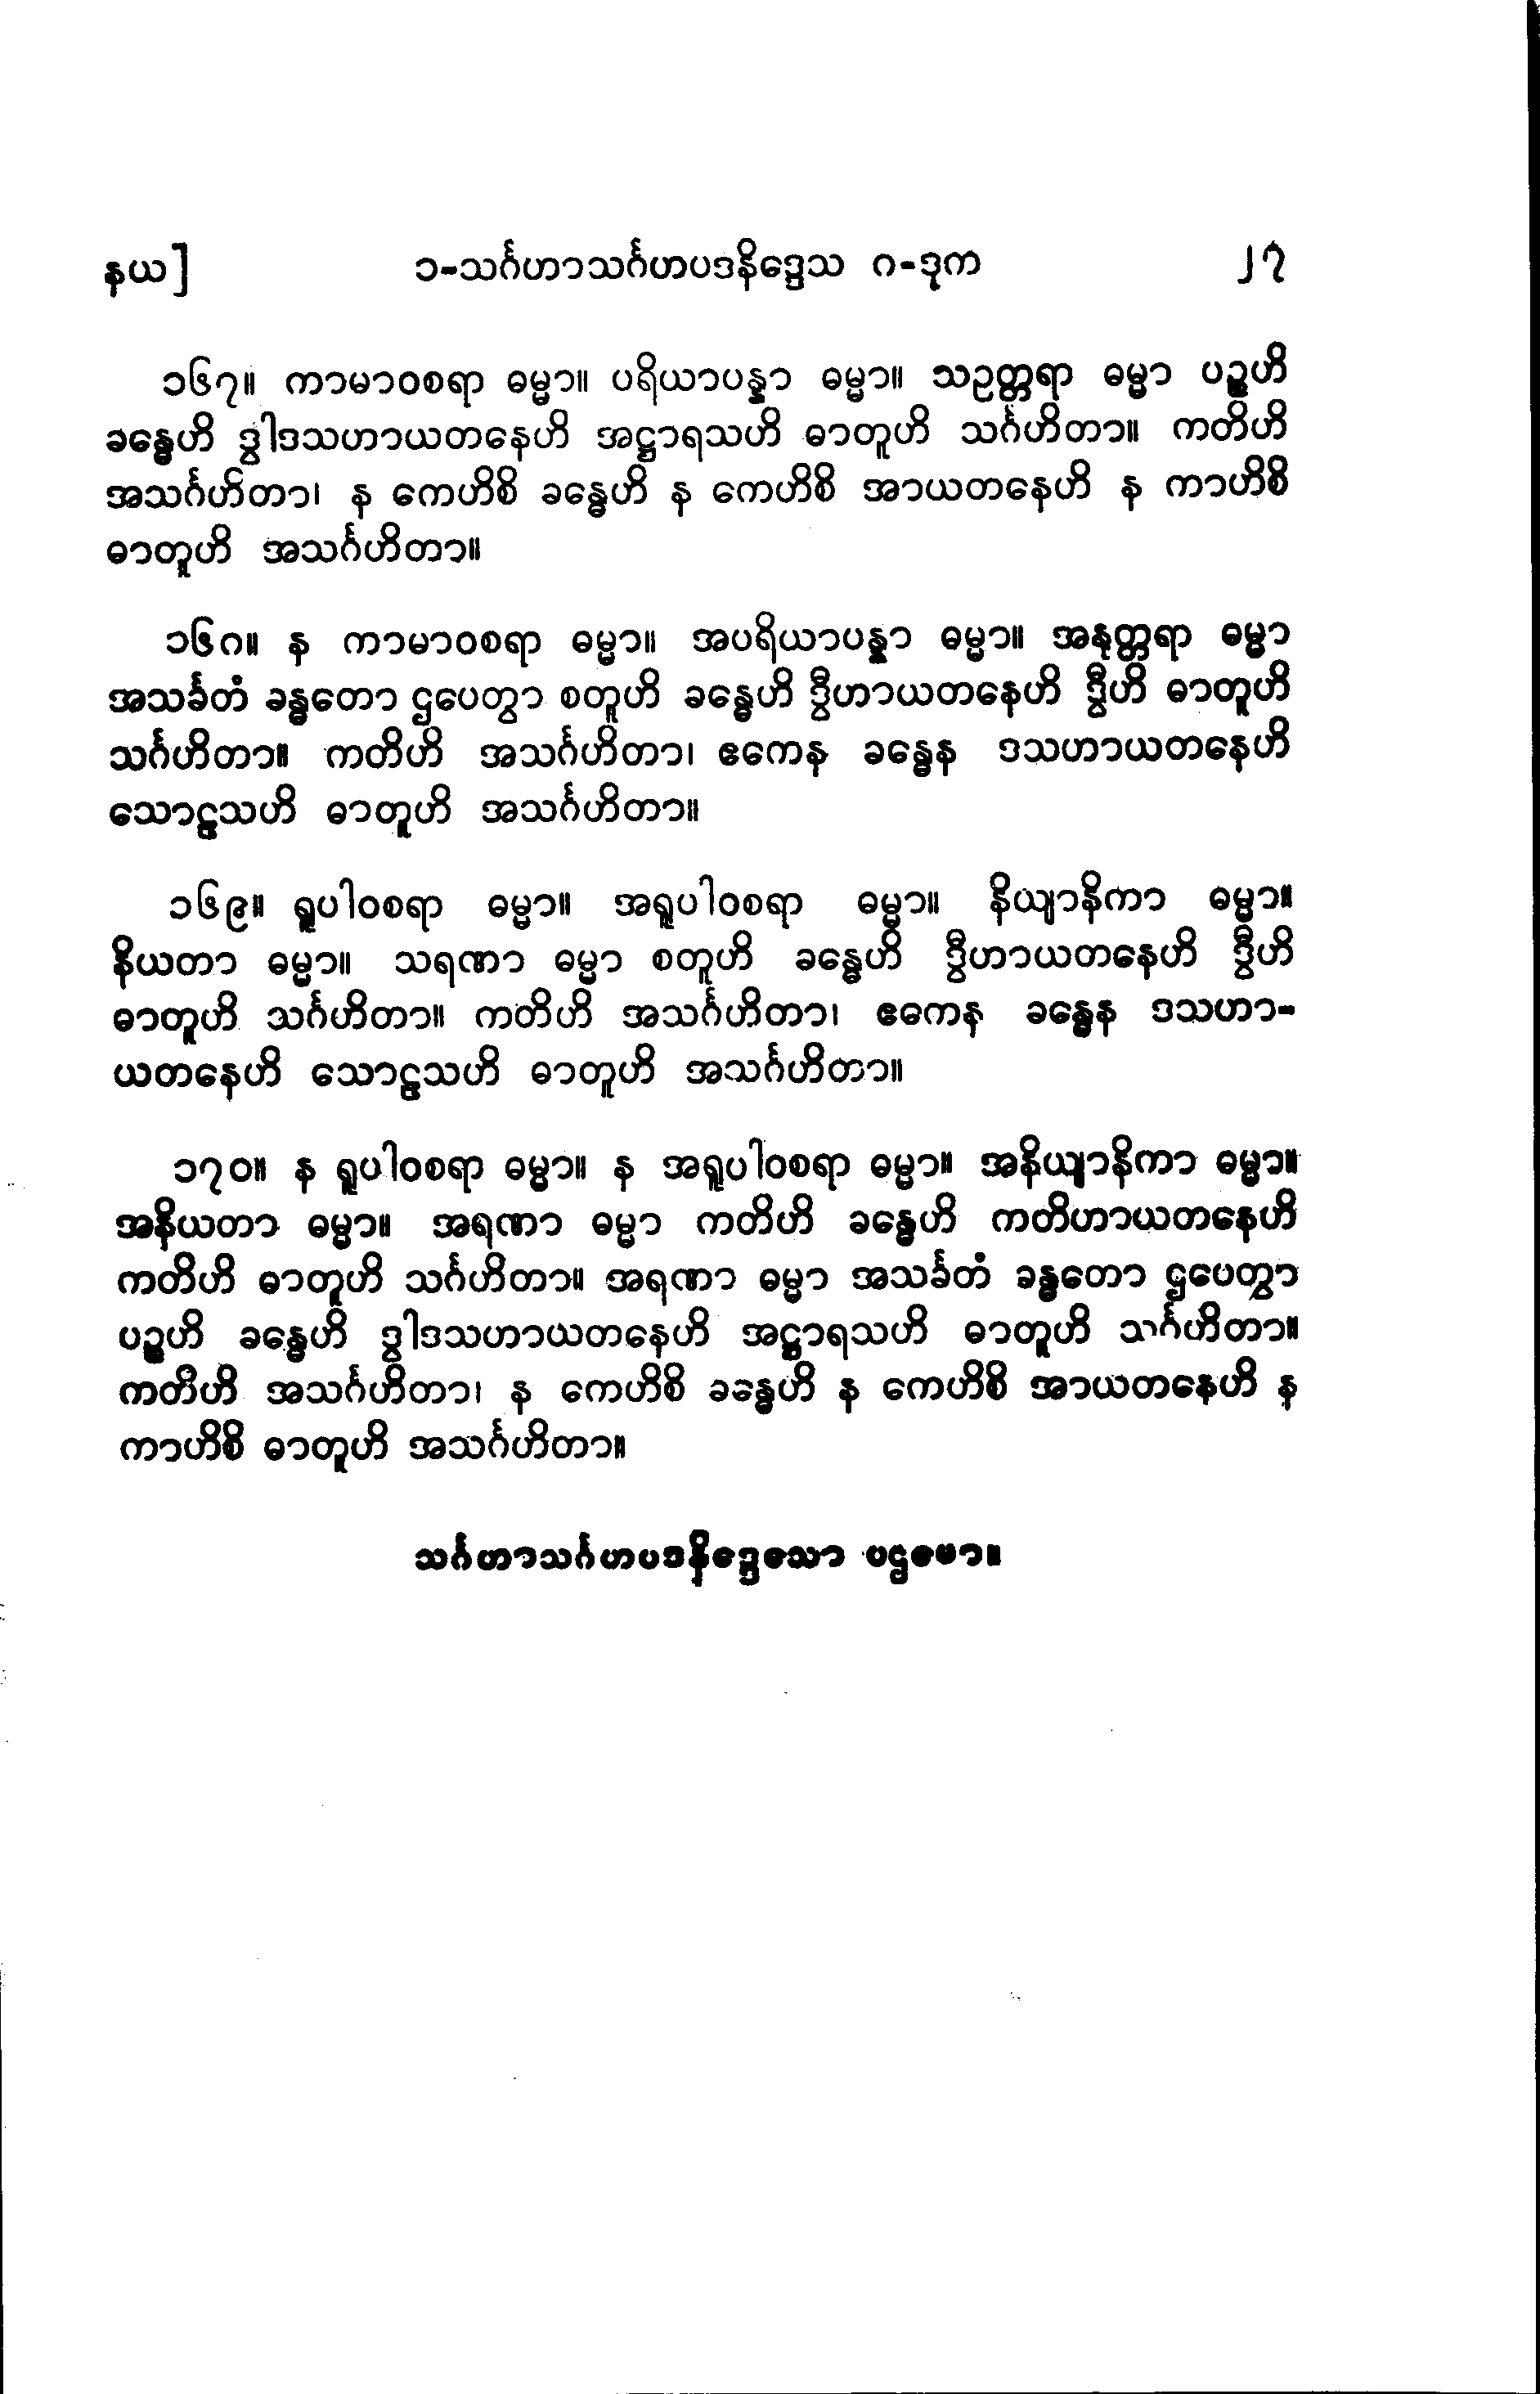 နယ]	၁-သင်္ဂဟာသင်္ဂဟပဒနိဒ္ဒေသ ဂ-ဒုက	၂၇
၁၆၇။ ကာမာဝစရာ ဓမ္မာ။ ပရိယာပန္နာ ဓမ္မာ။ သဥတ္တရာ ဓမ္မာ ပဉ္စဟိ
ခန္ဓေဟိ ဒွါဒသဟာယတနေဟိ အဋ္ဌာရသဟိ ဓာတူဟိ သင်္ဂဟိတာ။ ကတိဟိ
အသင်္ဂဟိတာ၊ န ကေဟိစိ ခန္ဓေဟိ န ကေဟိစိ အာယတနေဟိ န ကာဟိစိ
ဓာတူဟိ အသင်္ဂဟိတာ။
၁၆၈။ န ကာမာဝစရာ ဓမ္မာ။ အပရိယာပန္နာ ဓမ္မာ။ အနုတ္တရာ ဓမ္မာ
အသင်္ခတံ ခန္ဓတော ဌပေတွာ စတူဟိ ခန္ဓေဟိ ဒွီဟာယတနေဟိ ဒွီဟိ ဓာတူဟိ
သင်္ဂဟိတာ။ ကတိဟိ အသင်္ဂဟိတာ၊ ဧကေန ခန္ဓေန ဒသဟာယတနေဟိ
သောဠသဟိ ဓာတူဟိ အသင်္ဂဟိတာ။
၁၆၉။ ရူပါဝစရာ ဓမ္မာ။ အရူပါဝစရာ ဓမ္မာ။ နိယျာနိကာ ဓမ္မာ။
နိယတာ ဓမ္မာ။ သရဏာ ဓမ္မာ စတူဟိ ခန္ဓေဟိ ဒွီဟာယတနေဟိ ဒွီဟိ
ဓာတူဟိ သင်္ဂဟိတာ။ ကတိဟိ အသင်္ဂဟိတာ၊ ဧကေန ခန္ဓေန ဒသဟာ-
ယတနေဟိ သောဠသဟိ ဓာတူဟိ အသင်္ဂဟိတာ။
၁၇၀။ န ရူပါဝစရာ ဓမ္မာ။ န အရူပါဝစရာ ဓမ္မာ။ အနိယျာနိကာ ဓမ္မာ။
အနိယတာ ဓမ္မာ။ အရဏာ ဓမ္မာ ကတိဟိ ခန္ဓေဟိ ကတိဟာယတနေဟိ
ကတိဟိ ဓာတူဟိ သင်္ဂဟိတာ။ အရဏာ ဓမ္မာ အသင်္ခတံ ခန္ဓတော ဌပေတွာ
ပဉ္စဟိ ခန္ဓေဟိ ဒွါဒသဟာယတနေဟိ အဋ္ဌာရသဟိ ဓာတူဟိ သင်္ဂဟိတာ။
ကတိဟိ အသင်္ဂဟိတာ၊ န ကေဟိစိ ခန္ဓေဟိ န ကေဟိစိ အာယတနေဟိ န
ကာဟိစိ ဓာတူဟိ အသင်္ဂဟိတာ။
သင်္ဂဟာသင်္ဂဟပဒနိဒ္ဒေသော ပဌမော။